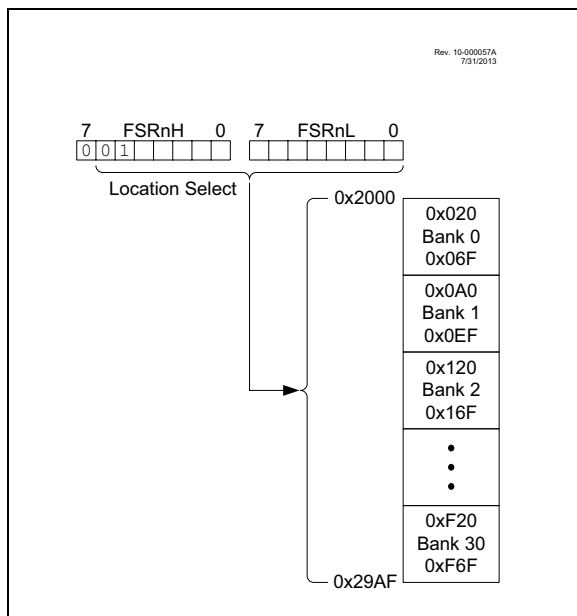 Rev. 10-000057A
7/31/2013
7 FSRnH 0 7 FSRnL 0
0 0 1
Location Select
0x2000
0x020
Bank 0
0x06F
0x0A0
Bank 1
0x0EF
0x120
Bank 2
0x16F
0xF20
Bank 30
0xF6F
0x29AF